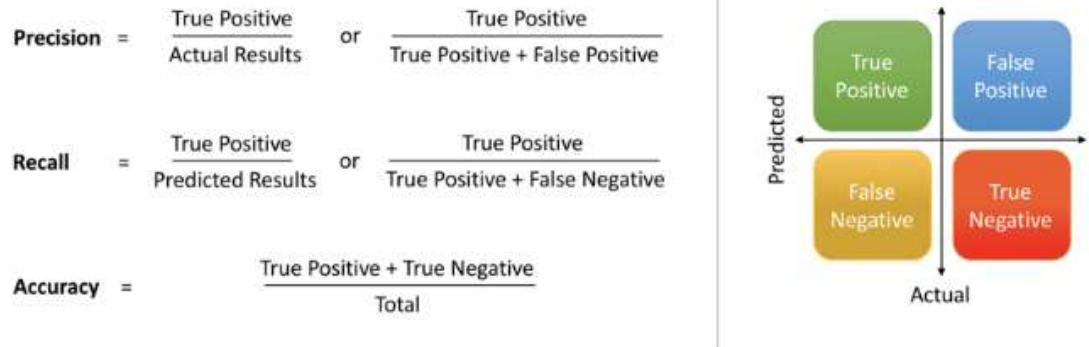 Precision = True Positive / Actual Results or True Positive / True Positive + False Positive
Recall = True Positive / Predicted Results or True Positive / True Positive + False Negative
Accuracy = True Positive + True Negative / Total
Predicted
True Positive
False Positive
False Negative
True Negative
Actual